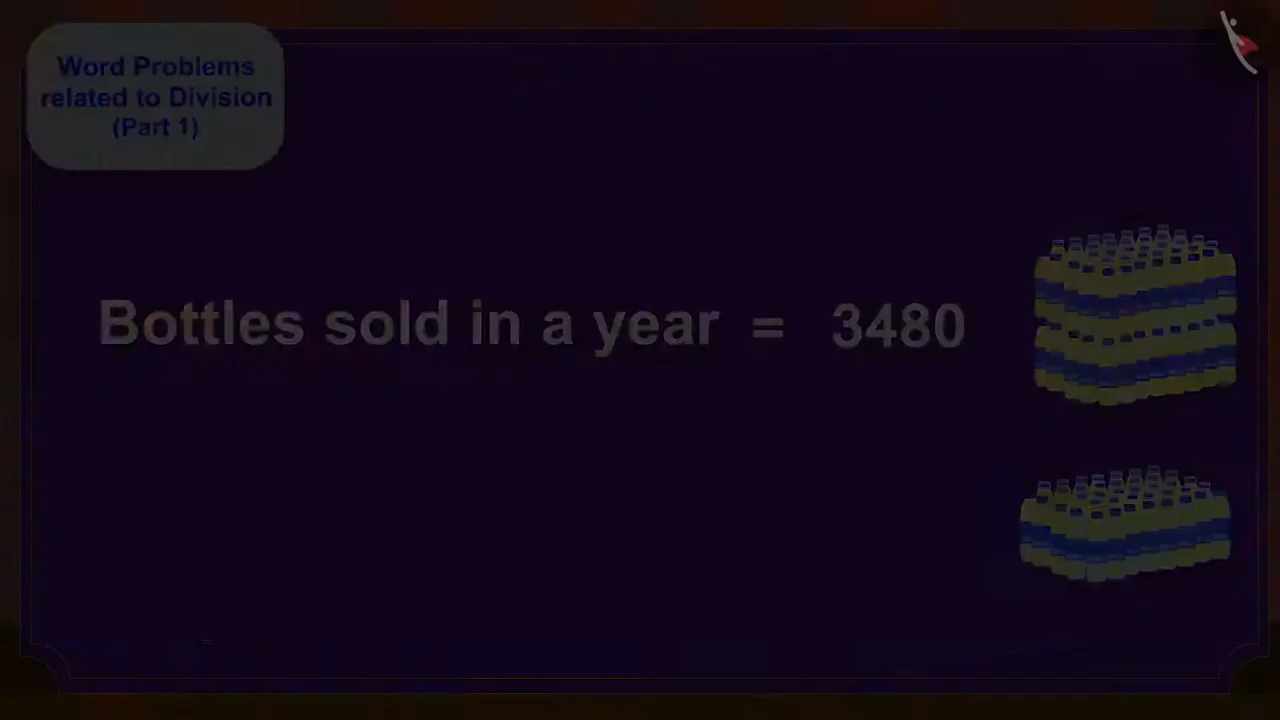 Word Problems
related to Division
(Part 1)
Bottles sold in a year = 3480